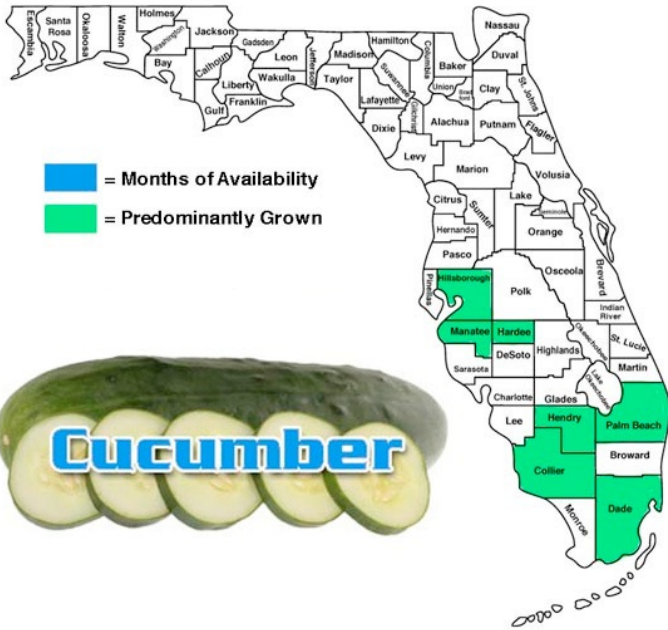 Escambia
Santa
Rosa
Okaloosa
Walton
Holmes
Washington
Bay
Jackson
Calhoun
Gulf
Gadsden
Liberty
Franklin
Leon
Wakulla
Jefferson
Madison
Taylor
Hamilton
Suwannee
Lafayette
Dixie
Columbia
Gilchrist
Baker
Union
Brad
ford
Nassau
Duval
Clay
St. Johns
Alachua
Putnam
Flagler
Levy
Marion
Volusia
Citrus
Sumter
Lake
Seminole
Orange
Hernando
Pasco
Pinellas
Hillsborough
Polk
Osceola
Brevard
Indian
River
Manatee
Hardee
Highlands
Okeechobee
St. Lucie
Sarasota
DeSoto
Martin
Lake
Okeechobee
Charlotte
Glades
Lee
Hendry
Palm Beach
Collier
Broward
Monroe
Dade
= Months of Availability
= Predominantly Grown
Cucumber